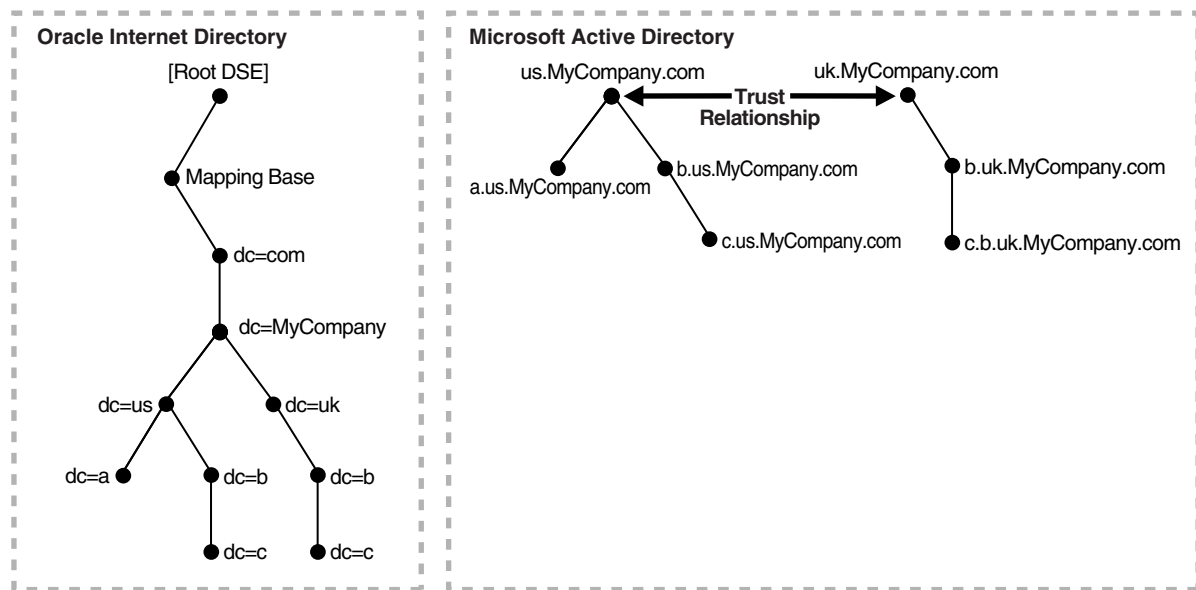 Oracle Internet Directory
[Root DSE]
Mapping Base
dc=com
dc=MyCompany
dc=us
dc=uk
dc=a
dc=b
dc=b
dc=c
dc=c
Microsoft Active Directory
us.MyCompany.com
uk.MyCompany.com
Trust
Relationship
a.us.MyCompany.com
b.us.MyCompany.com
b.uk.MyCompany.com
c.us.MyCompany.com
c.b.uk.MyCompany.com